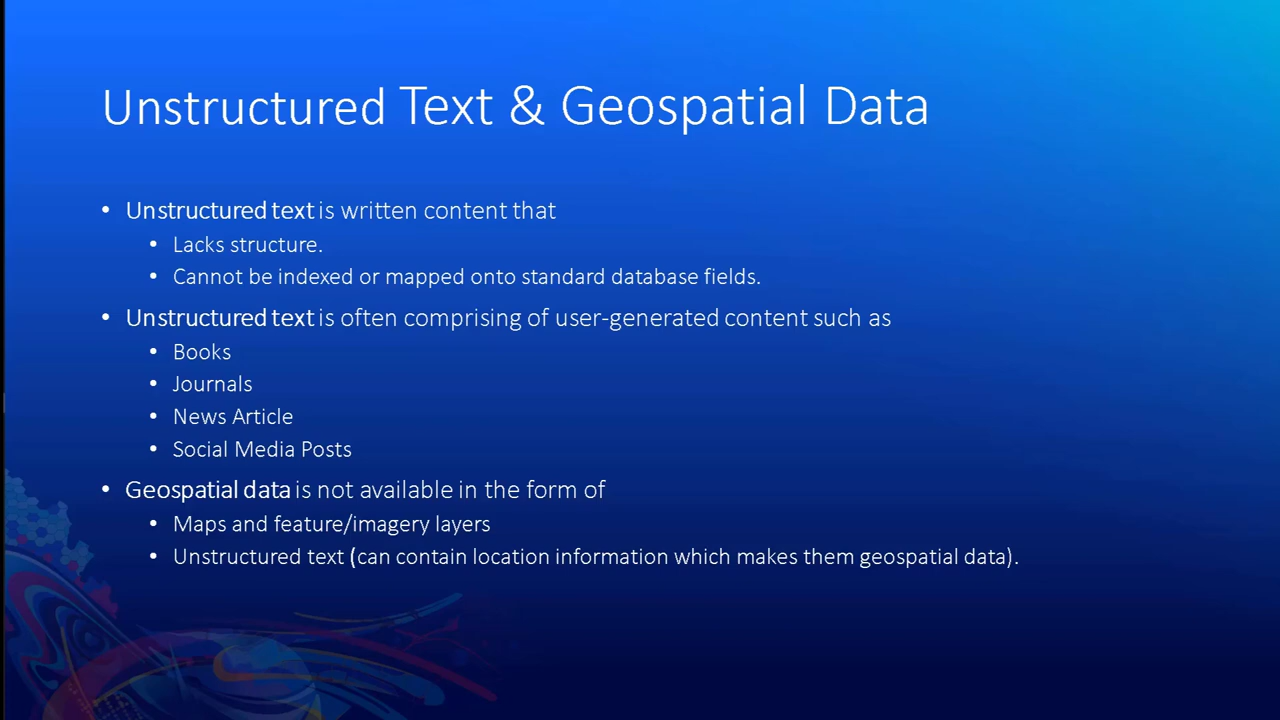 Unstructured Text & Geospatial Data
• Unstructured text is written content that
• Lacks structure.
• Cannot be indexed or mapped onto standard database fields.
• Unstructured text is often comprising of user-generated content such as
• Books
• Journals
• News Article
• Social Media Posts
• Geospatial data is not available in the form of
• Maps and feature/imagery layers
• Unstructured text (can contain location information which makes them geospatial data).